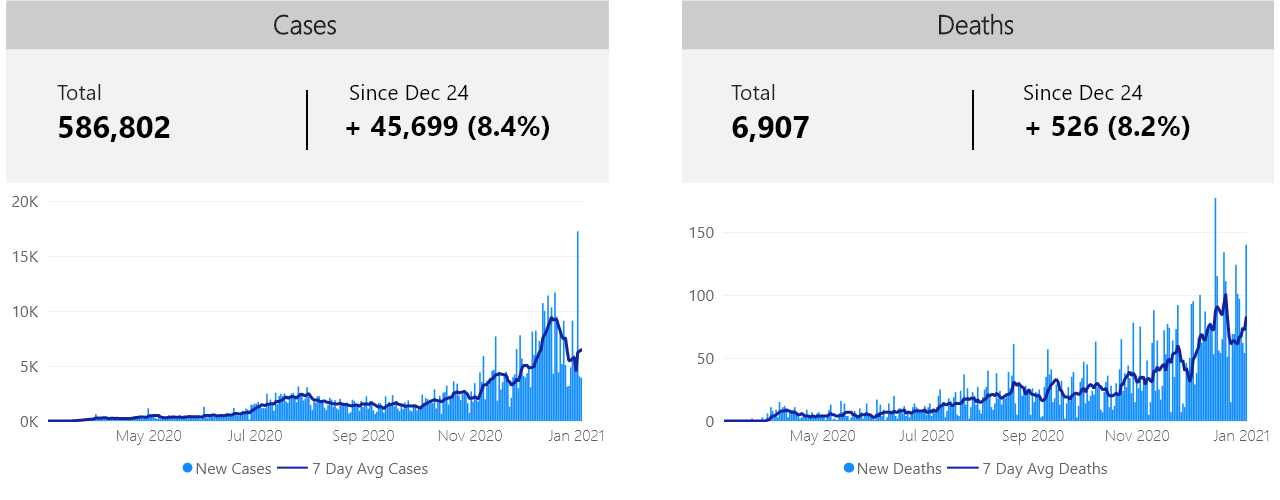 Cases
Total
586,802
Since Dec 24
+ 45,699 (8.4%)
20K
15K
10K
5K
0K
May 2020
Jul 2020
Sep 2020
Nov 2020
Jan 2021
New Cases
7 Day Avg Cases
Deaths
Total
6,907
Since Dec 24
+ 526 (8.2%)
150
100
50
0
May 2020
Jul 2020
Sep 2020
Nov 2020
Jan 2021
New Deaths
7 Day Avg Deaths